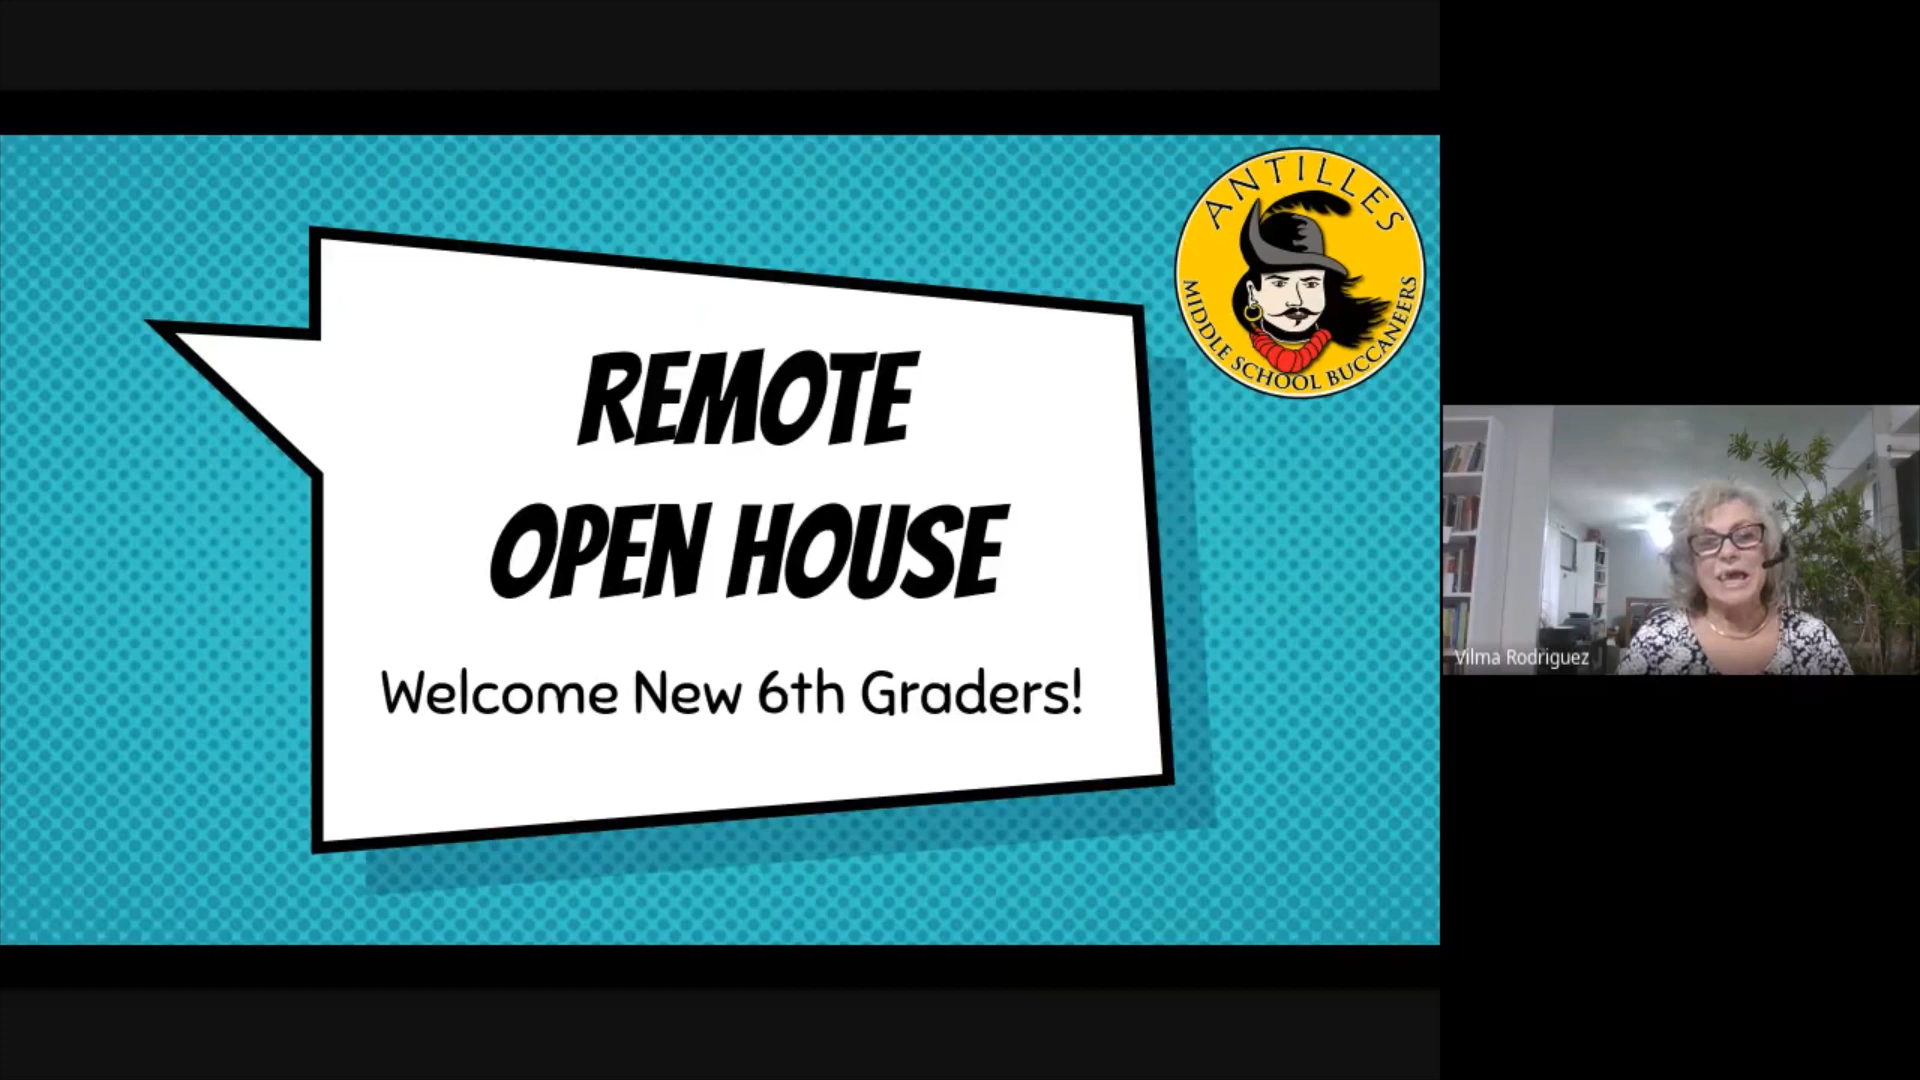 ANTILLES
MIDDLE SCHOOL BUCCANEERS
REMOTE
OPEN HOUSE
Welcome New 6th Graders!
Vilma Rodriguez